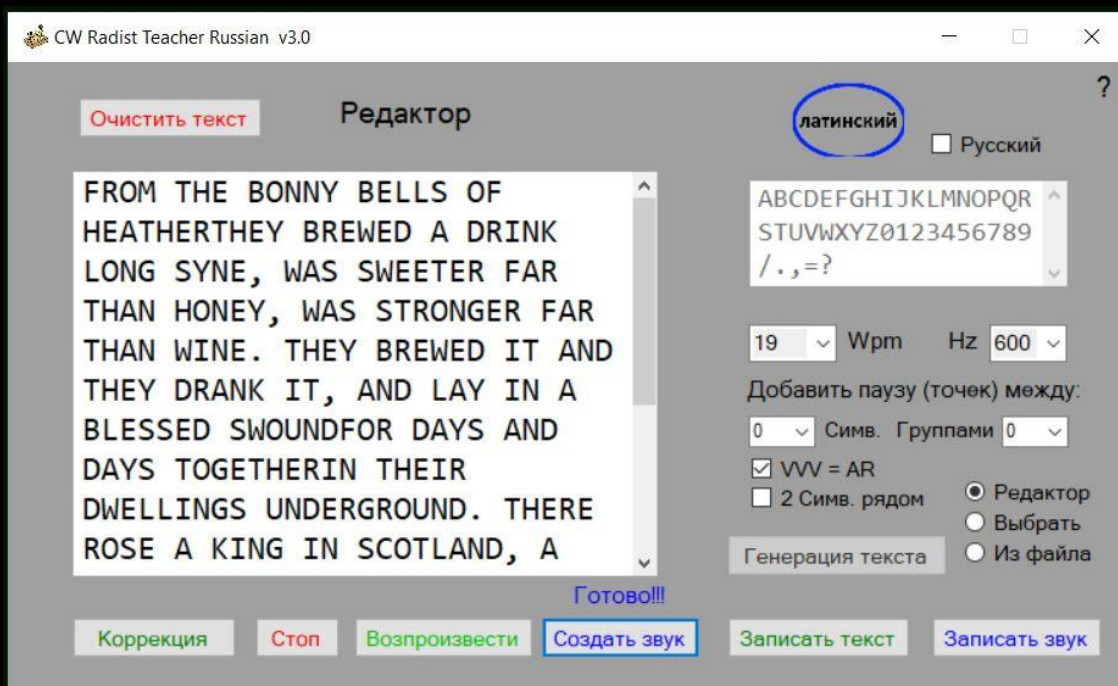 CW Radist Teacher Russian v3.0
?
Очистить текст
Редактор
латинский
Русский
FROM THE BONNY BELLS OF
HEATHERTHEY BREWED A DRINK
LONG SYNE, WAS SWEETER FAR
THAN HONEY, WAS STRONGER FAR
THAN WINE. THEY BREWED IT AND
THEY DRANK IT, AND LAY IN A
BLESSED SWOUNDFOR DAYS AND
DAYS TOGETHERIN THEIR
DWELLINGS UNDERGROUND. THERE
ROSE A KING IN SCOTLAND, A
ABCDEFGHIJKLMNOPQR
STUVWXYZ0123456789
/.,=?
19 Wpm Hz 600
Добавить паузу (точек) между:
0 Симв. Группами 0
VVV = AR
2 Симв. рядом
Редактор
Выбрать
Из файла
Генерация текста
Готово!!!
Коррекция Стоп Возпроизвести Создать звук Записать текст Записать звук